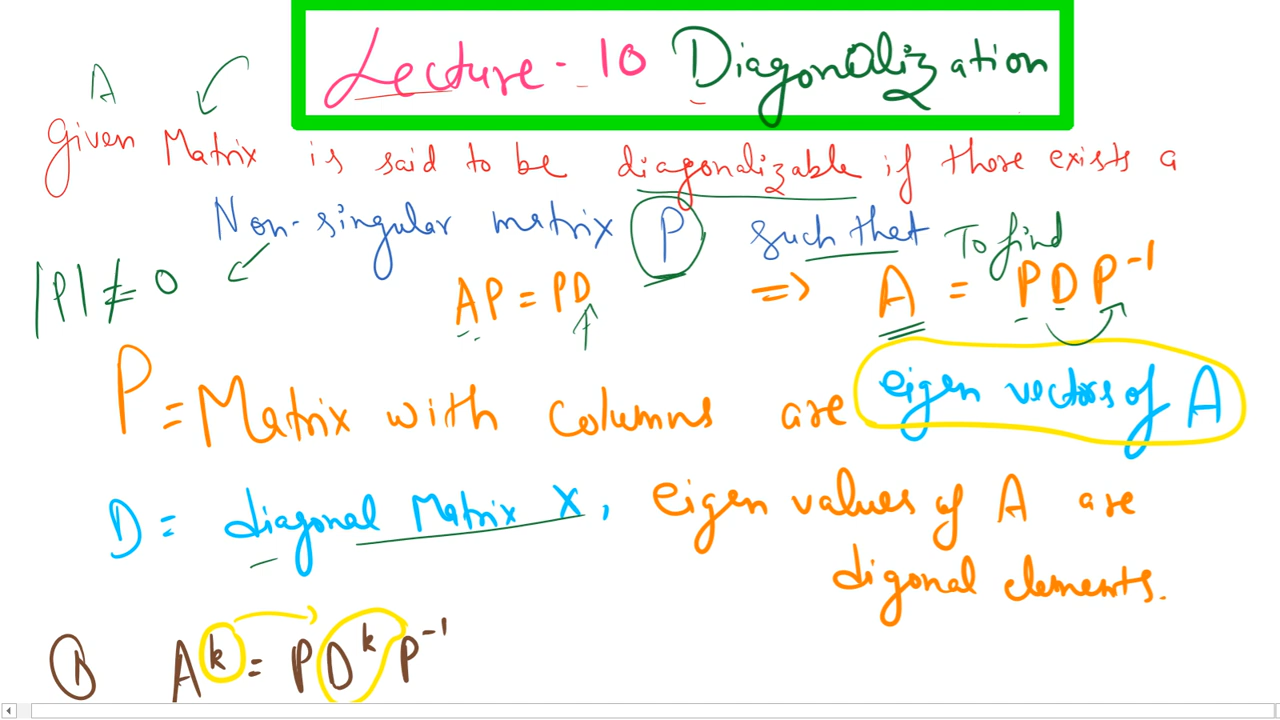 Lecture - 10 Diagonalization
A
Given Matrix is said to be diagonalizable if there exists a
Non-singular matrix P such that To find
|P| ≠ 0 AP = PD => A = PDP⁻¹
P = Matrix with columns are eigen vectors of A
D = diagonal Matrix X, eigen values of A are
digonal elements.
① Aᵏ = PDᵏP⁻¹